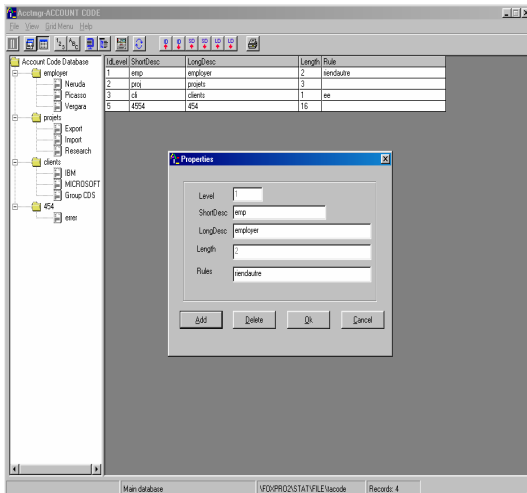 Acctmgr-ACCOUNT CODE
File View Grid Menu Help
Account Code Database
employer
Neruda
Picasso
Vergara
projets
Export
Import
Research
clients
IBM
MICROSOFT
Group CDS
454
errer
IdLevel ShortDesc LongDesc Length Rule
1 emp employer 2 riendautre
2 proj projets 3
3 cli clients 1 ee
5 4554 454 16
Properties
Level 1
ShortDesc emp
LongDesc employer
Length 2
Rules riendautre
Add Delete Ok Cancel
Main database \FOXPRO2\STAT\FILE\tacode Records: 4